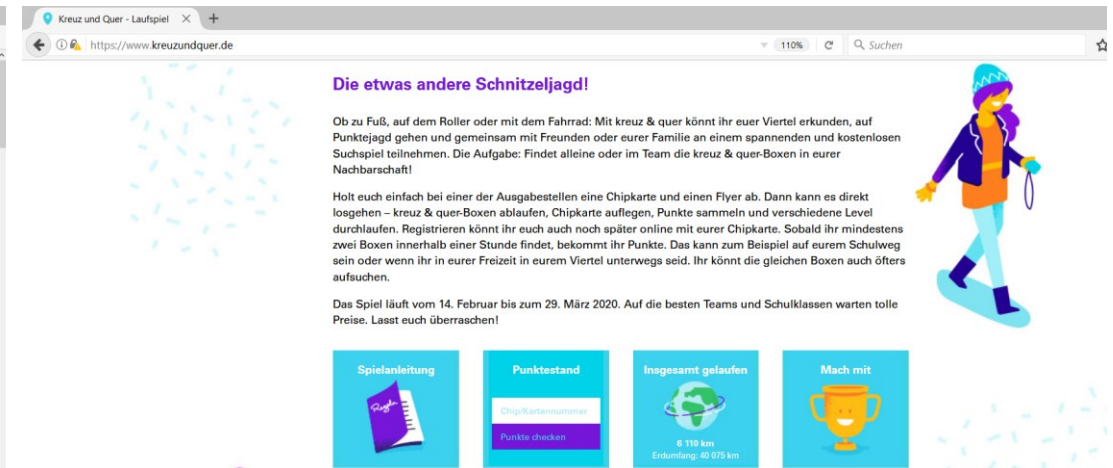 Kreuz und Quer - Laufspiel
https://www.kreuzundquer.de
110%
Suchen
Die etwas andere Schnitzeljagd!
Ob zu Fuß, auf dem Roller oder mit dem Fahrrad: Mit kreuz & quer könnt ihr euer Viertel erkunden, auf
Punktejagd gehen und gemeinsam mit Freunden oder eurer Familie an einem spannenden und kostenlosen
Suchspiel teilnehmen. Die Aufgabe: Findet alleine oder im Team die kreuz & quer-Boxen in eurer
Nachbarschaft!
Holt euch einfach bei einer der Ausgabestellen eine Chipkarte und einen Flyer ab. Dann kann es direkt
losgehen – kreuz & quer-Boxen ablaufen, Chipkarte auflegen, Punkte sammeln und verschiedene Level
durchlaufen. Registrieren könnt ihr euch auch noch später online mit eurer Chipkarte. Sobald ihr mindestens
zwei Boxen innerhalb einer Stunde findet, bekommt ihr Punkte. Das kann zum Beispiel auf eurem Schulweg
sein oder wenn ihr in eurer Freizeit in eurem Viertel unterwegs seid. Ihr könnt die gleichen Boxen auch öfters
aufsuchen.
Das Spiel läuft vom 14. Februar bis zum 29. März 2020. Auf die besten Teams und Schulklassen warten tolle
Preise. Lasst euch überraschen!
Spielanleitung
Regeln
Punktestand
Chip/Kartennummer
Punkte checken
Insgesamt gelaufen
6 110 km
Erdumfang: 40 075 km
Mach mit